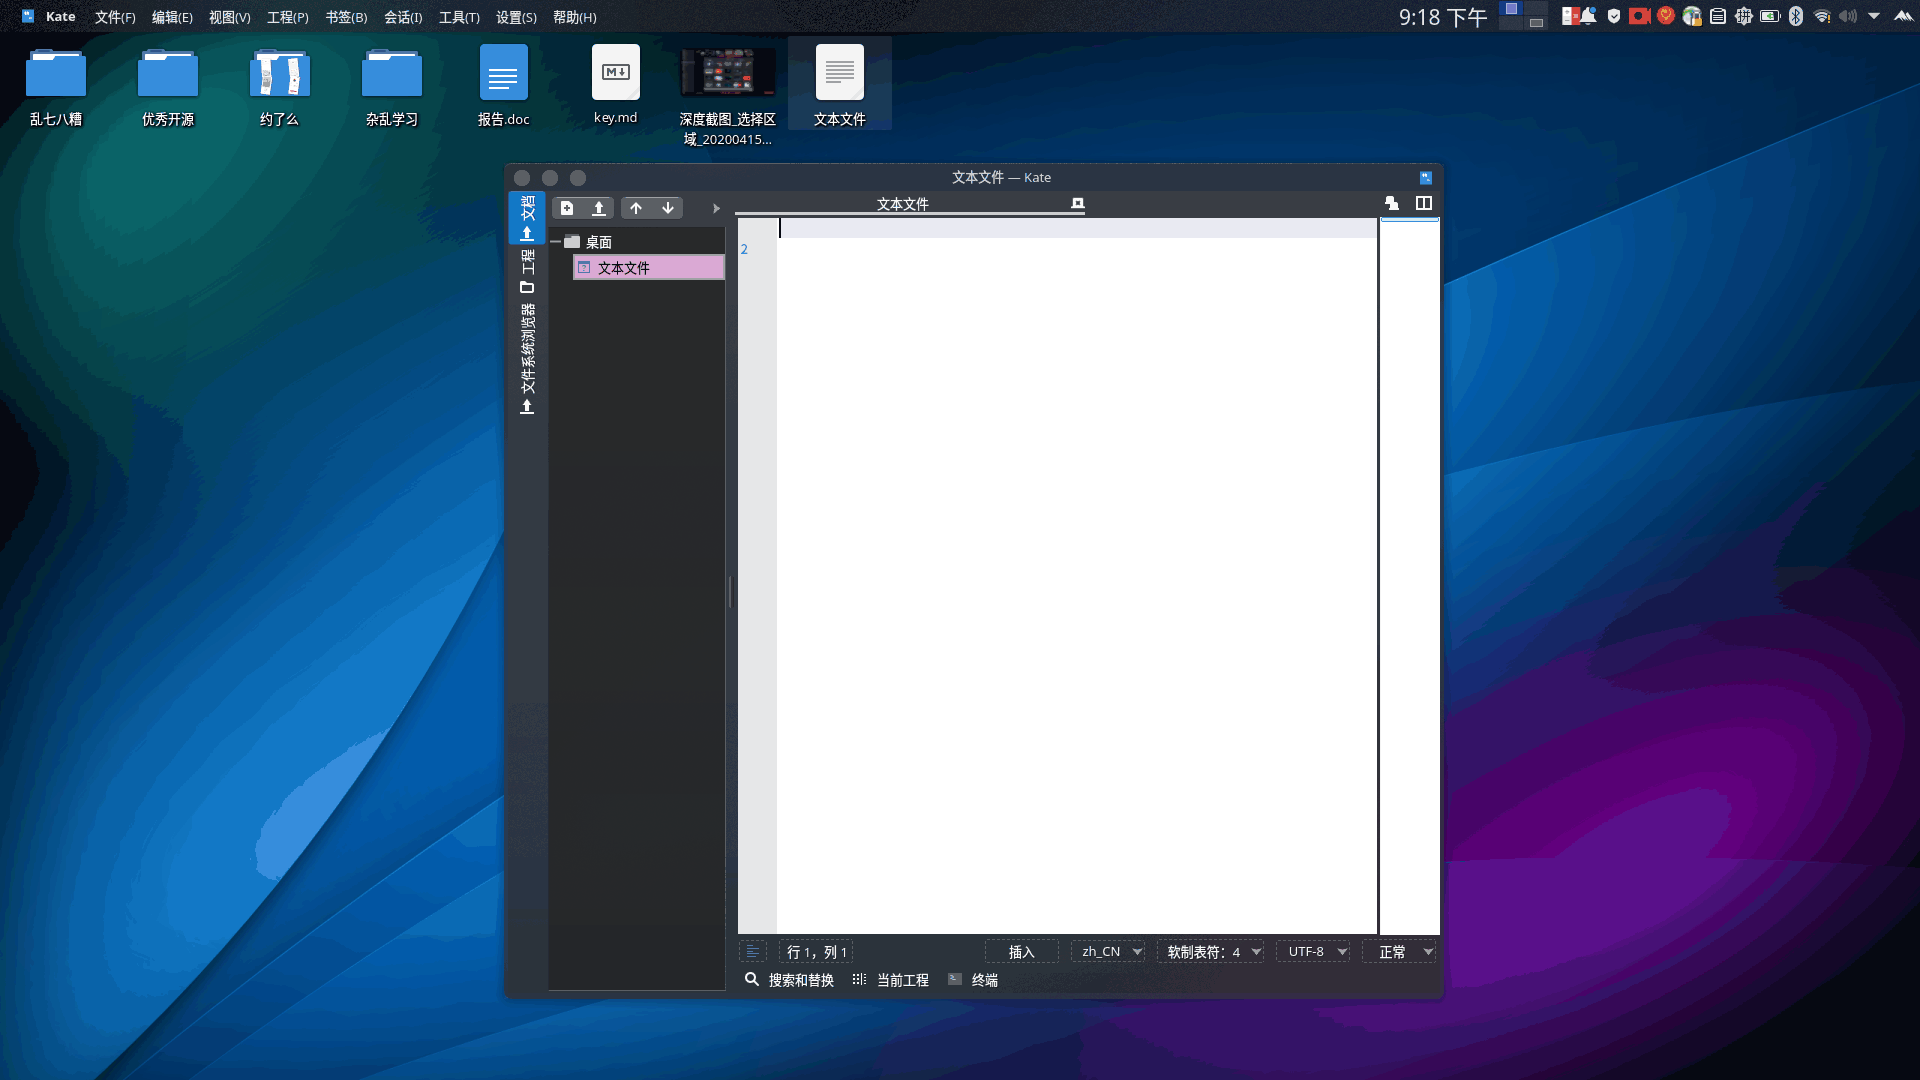 Kate 文件(F) 编辑(E) 视图(V) 工程(P) 书签(B) 会话(I) 工具(T) 设置(S) 帮助(H) 9:18 下午 拼
乱七八糟 优秀开源 约了么 杂乱学习 报告.doc key.md 深度截图_选择区 文本文件
域_20200415...
文本文件 — Kate
文档
工程
文件系统浏览器
文本文件
桌面
文本文件
2
行 1，列 1 插入 zh_CN 软制表符：4 UTF-8 正常
搜索和替换 当前工程 终端